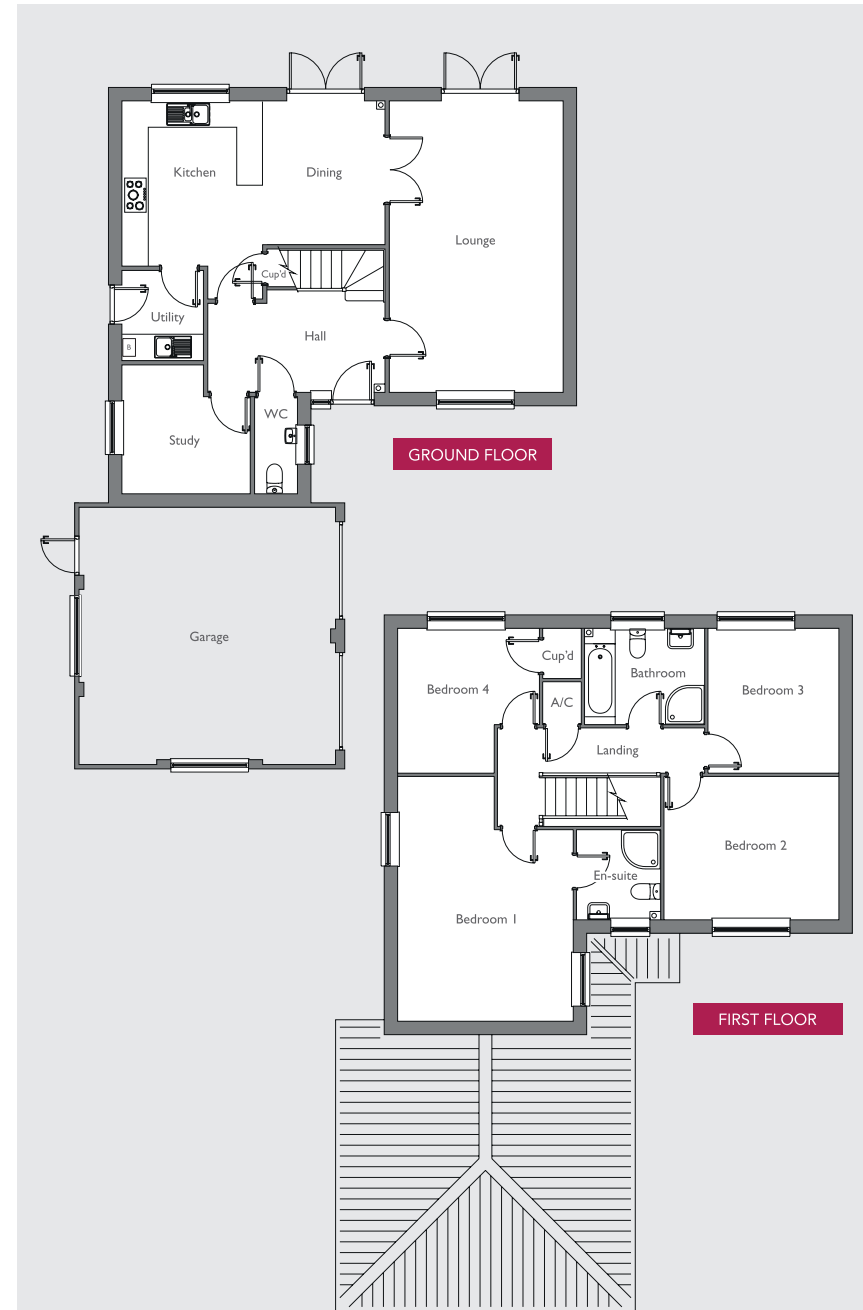 Kitchen
Dining
Lounge
Cup'd
Utility
Hall
B
WC
Study
GROUND FLOOR
Garage
Cup'd
Bathroom
Bedroom 4
Bedroom 3
A/C
Landing
Bedroom 2
En-suite
Bedroom 1
FIRST FLOOR